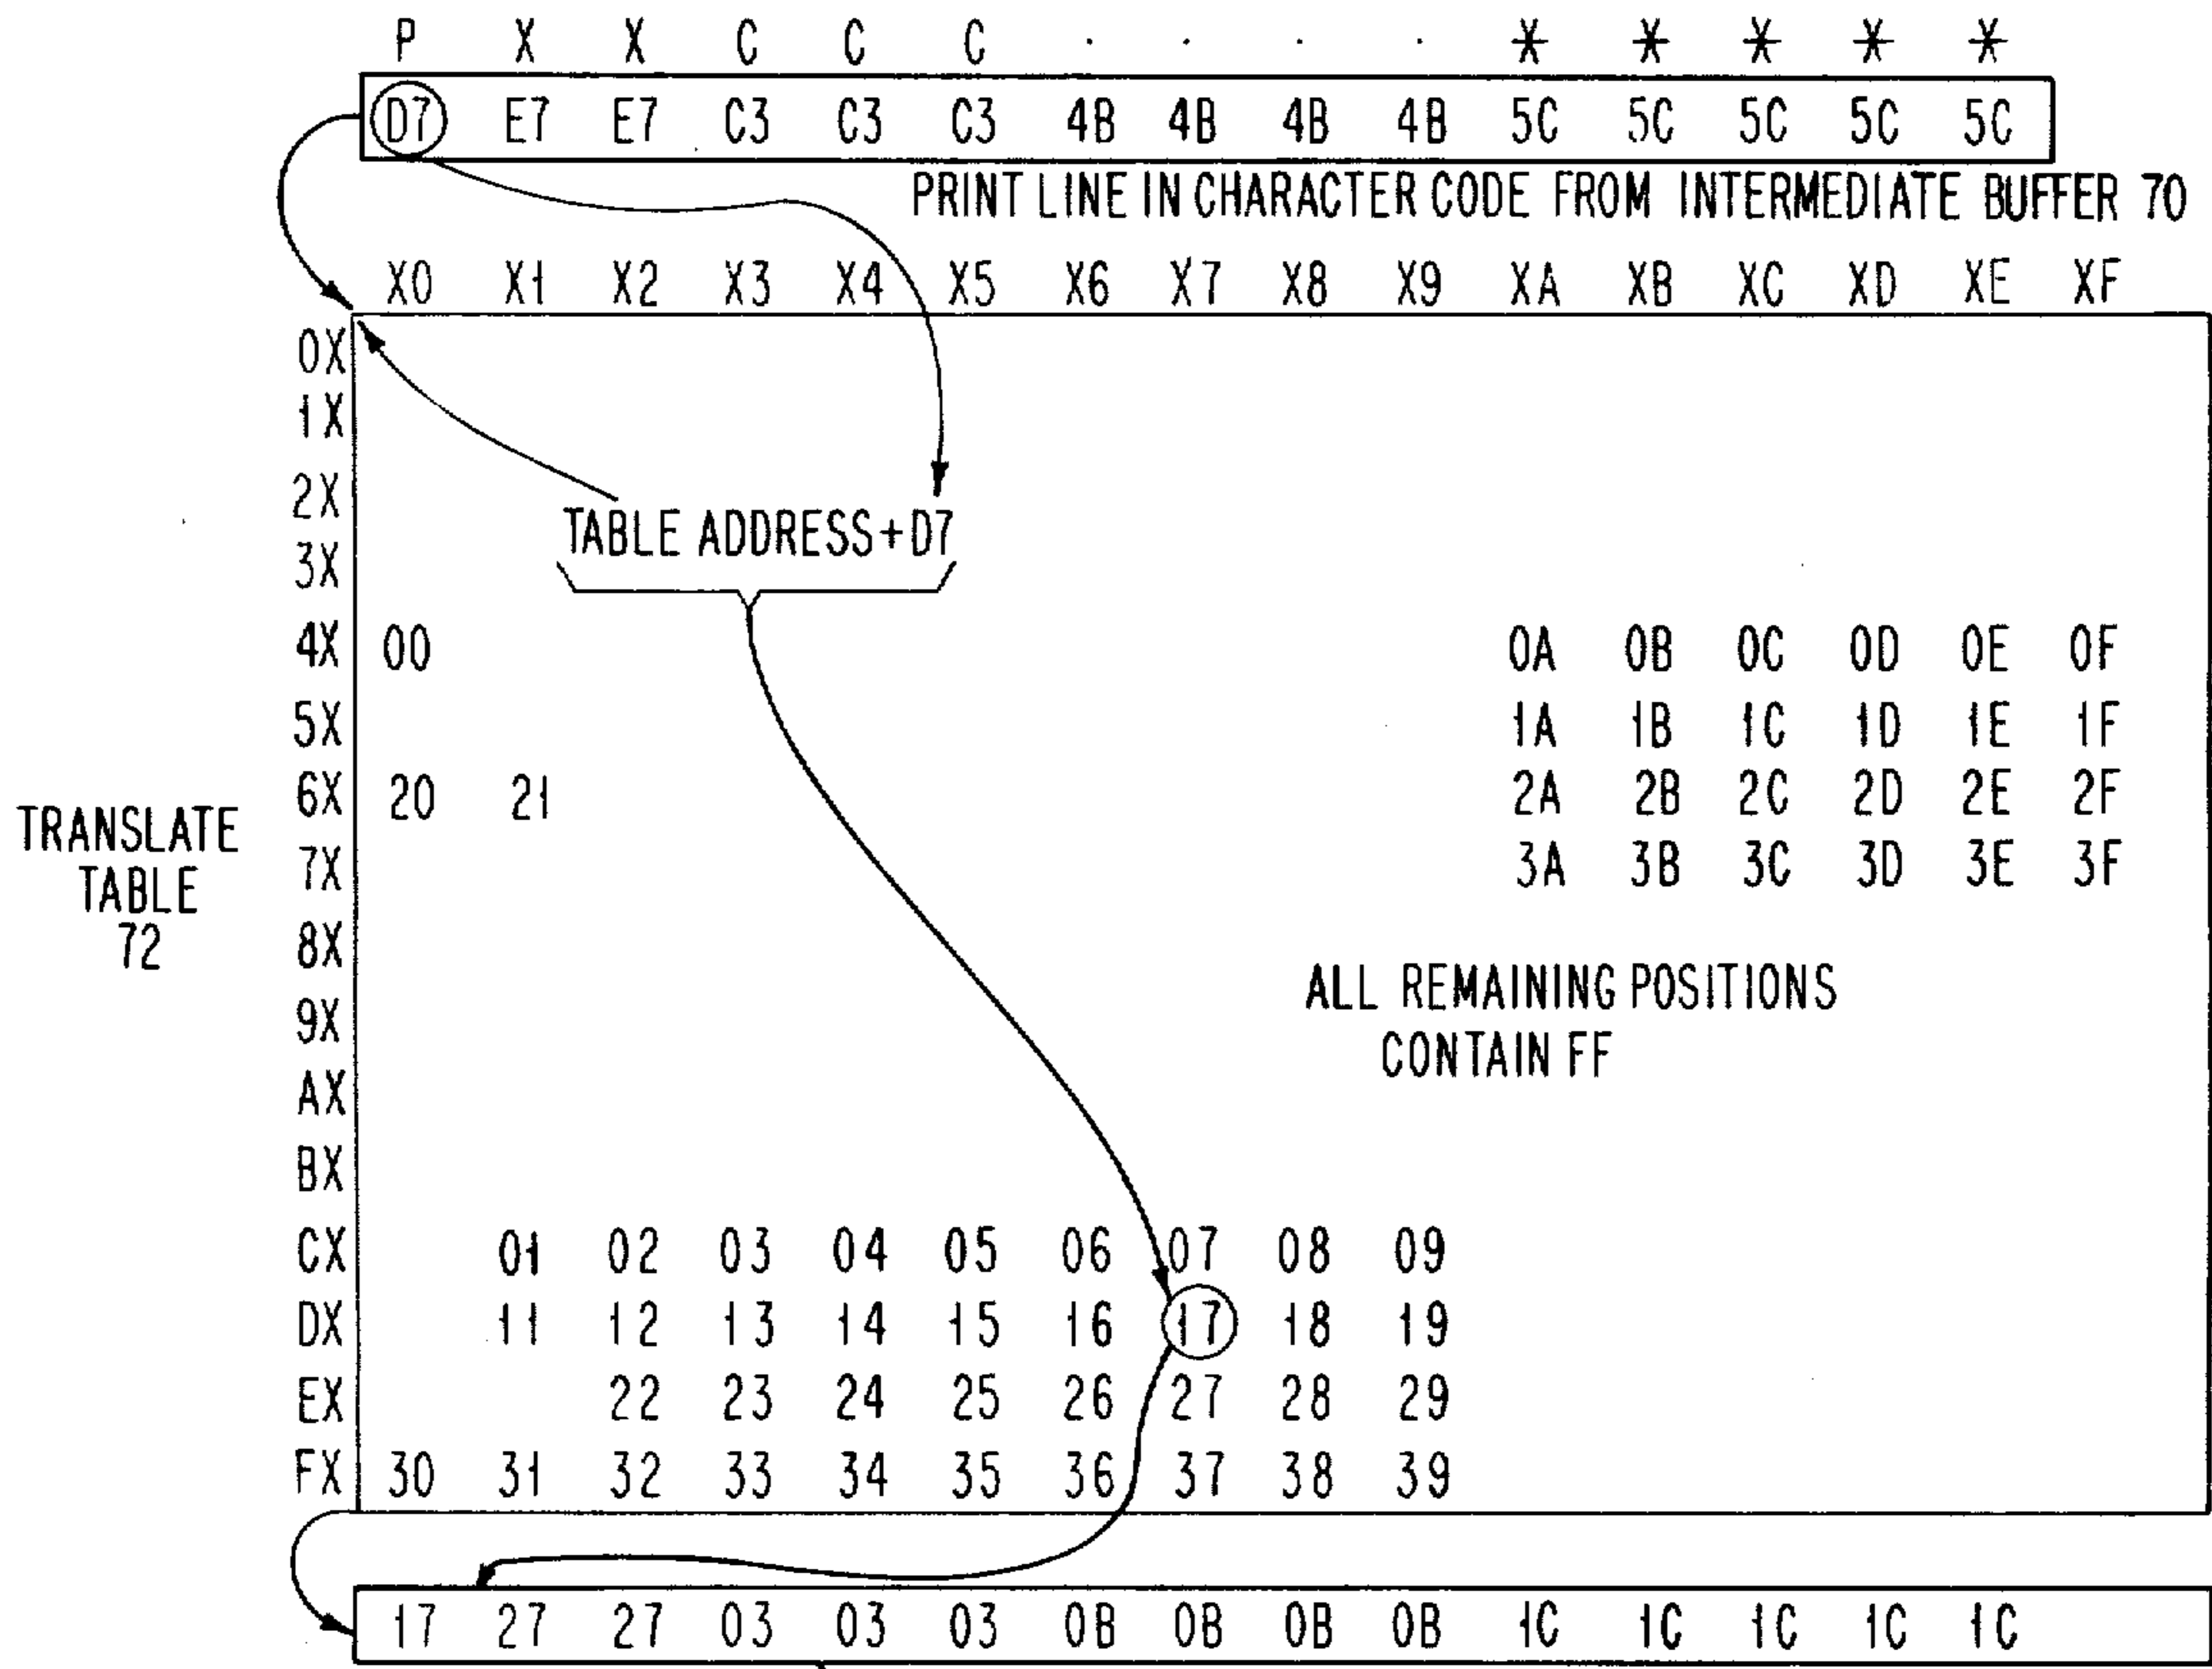 P X X C C C . . . . * * * * *
D7 E7 E7 C3 C3 C3 4B 4B 4B 4B 5C 5C 5C 5C 5C
PRINT LINE IN CHARACTER CODE FROM INTERMEDIATE BUFFER 70
X0 X1 X2 X3 X4 X5 X6 X7 X8 X9 XA XB XC XD XE XF
0X
1X
2X
TABLE ADDRESS+D7
3X
4X 00 0A 0B 0C 0D 0E 0F
5X 1A 1B 1C 1D 1E 1F
6X 20 21 2A 2B 2C 2D 2E 2F
TRANSLATE
TABLE
72
7X 3A 3B 3C 3D 3E 3F
8X
9X
ALL REMAINING POSITIONS
CONTAIN FF
AX
BX
CX 01 02 03 04 05 06 07 08 09
DX 11 12 13 14 15 16 17 18 19
EX 22 23 24 25 26 27 28 29
FX 30 31 32 33 34 35 36 37 38 39
17 27 27 03 03 03 0B 0B 0B 0B 1C 1C 1C 1C 1C